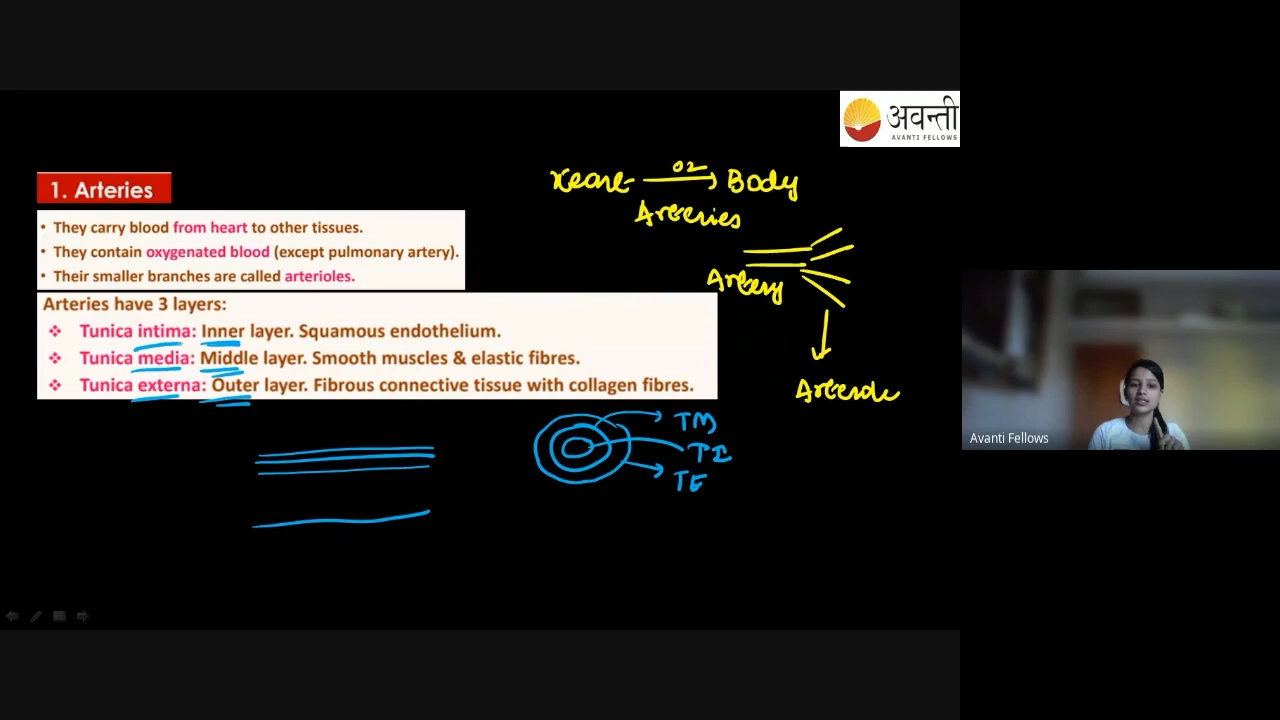 अवन्ती
AVANTI FELLOWS
1. Arteries
• They carry blood from heart to other tissues.
• They contain oxygenated blood (except pulmonary artery).
• Their smaller branches are called arterioles.
Arteries have 3 layers:
❖ Tunica intima: Inner layer. Squamous endothelium.
❖ Tunica media: Middle layer. Smooth muscles & elastic fibres.
❖ Tunica externa: Outer layer. Fibrous connective tissue with collagen fibres.
Heart O2 Body
Arteries
Artery
Arteriole
TM
TI
TE
Avanti Fellows